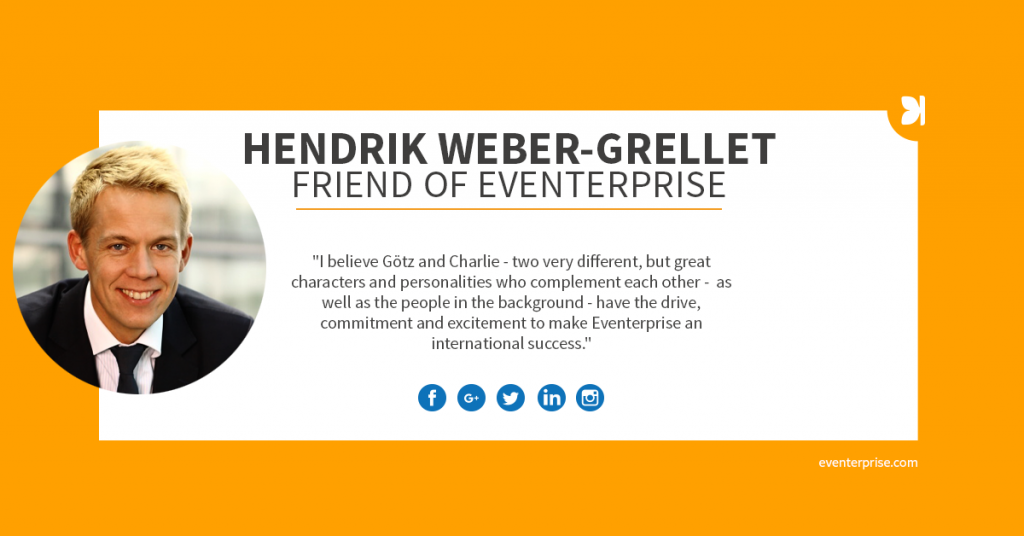 HENDRIK WEBER-GRELLET
FRIEND OF EVENTERPRISE
"I believe Götz and Charlie - two very different, but great
characters and personalities who complement each other - as
well as the people in the background - have the drive,
commitment and excitement to make Eventerprise an
international success."
f G+ in
eventerprise.com